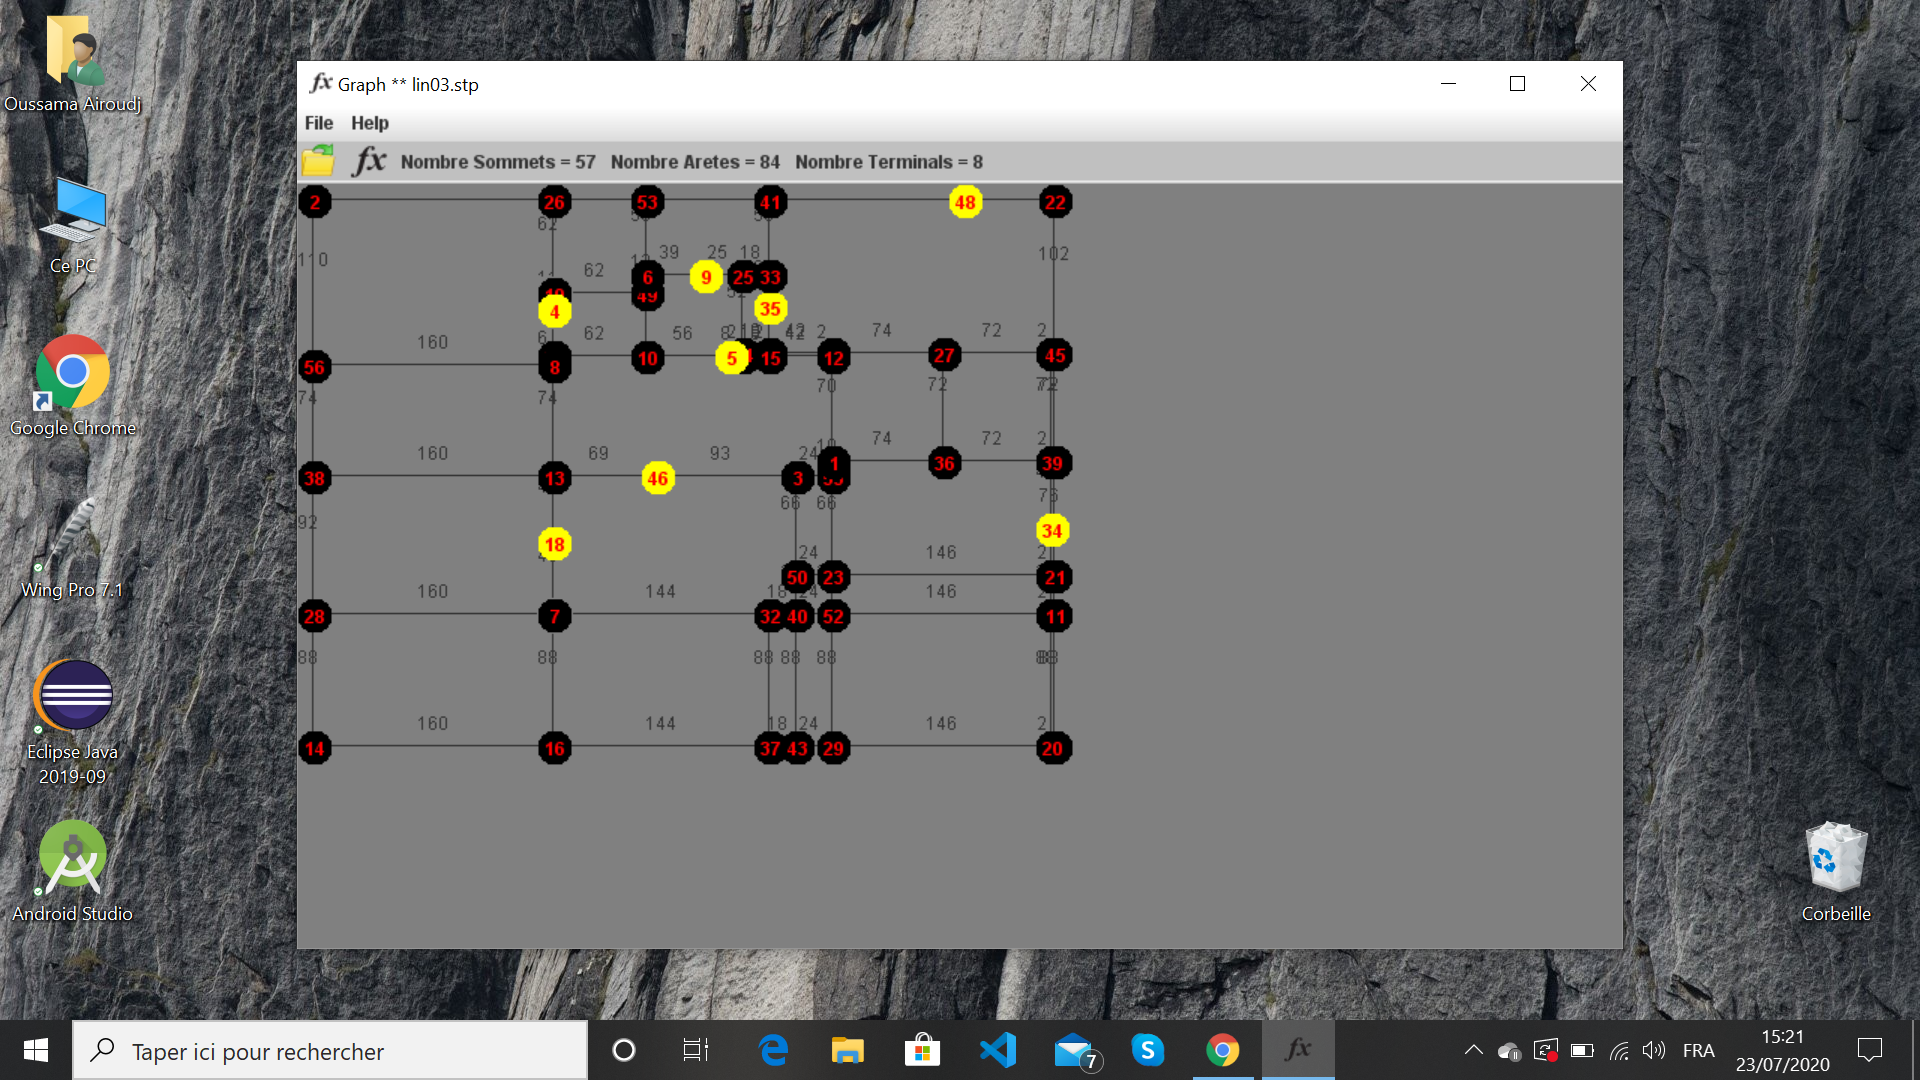 Oussama Airoudj
Ce PC
Google Chrome
Wing Pro 7.1
Eclipse Java
2019-09
Android Studio
Corbeille
fx Graph ** lin03.stp
File Help
fx Nombre Sommets = 57 Nombre Aretes = 84 Nombre Terminals = 8
2 26 53 41 48 22
62
110 39 25 18 102
62
6 9 25 33
49
4 35
62 56 74 72 2
160
56 8 10 5 15 12 27 45
74 74 70 72 72
160 69 93 24 74 72 2
38 13 46 3 1 36 39
66 66 76
92
18 34
24 146 2
50 23 21
160 144 18 24 146 2
28 7 32 40 52 11
88 88 88 88 88 88
160 144 18 24 146 2
14 16 37 43 29 20
Taper ici pour rechercher
7
FRA
15:21
23/07/2020